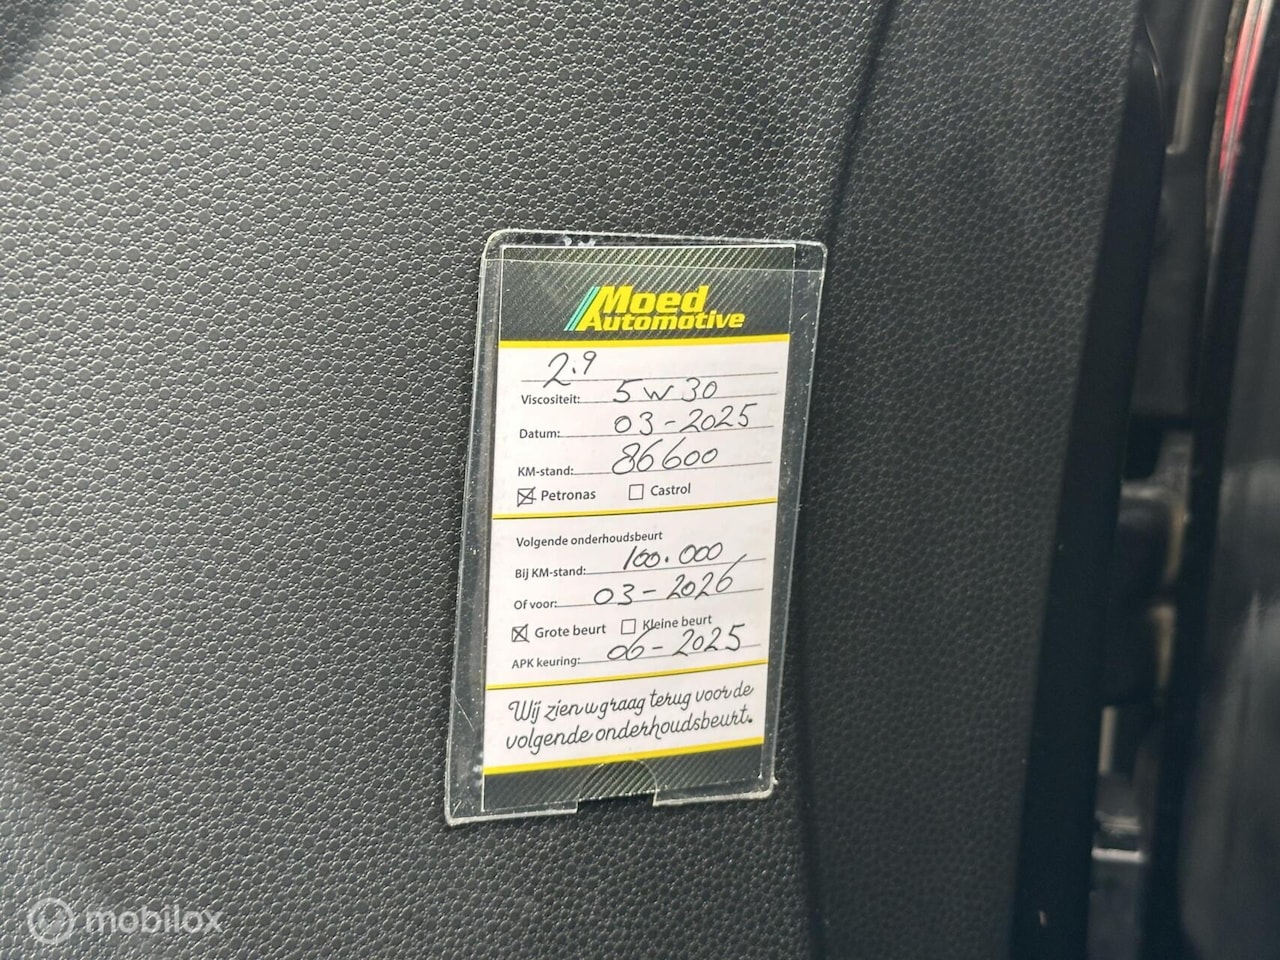 Moed
Automotive
2.9
Viscositeit: 5W30
Datum: 03-2025
KM-stand: 86600
☒ Petronas ☐ Castrol
Volgende onderhoudsbeurt
Bij KM-stand: 100.000
Of voor: 03-2026
☒ Grote beurt ☐ Kleine beurt
APK keuring: 06-2025
Wij zien u graag terug voor de
volgende onderhoudsbeurt.
mobilox